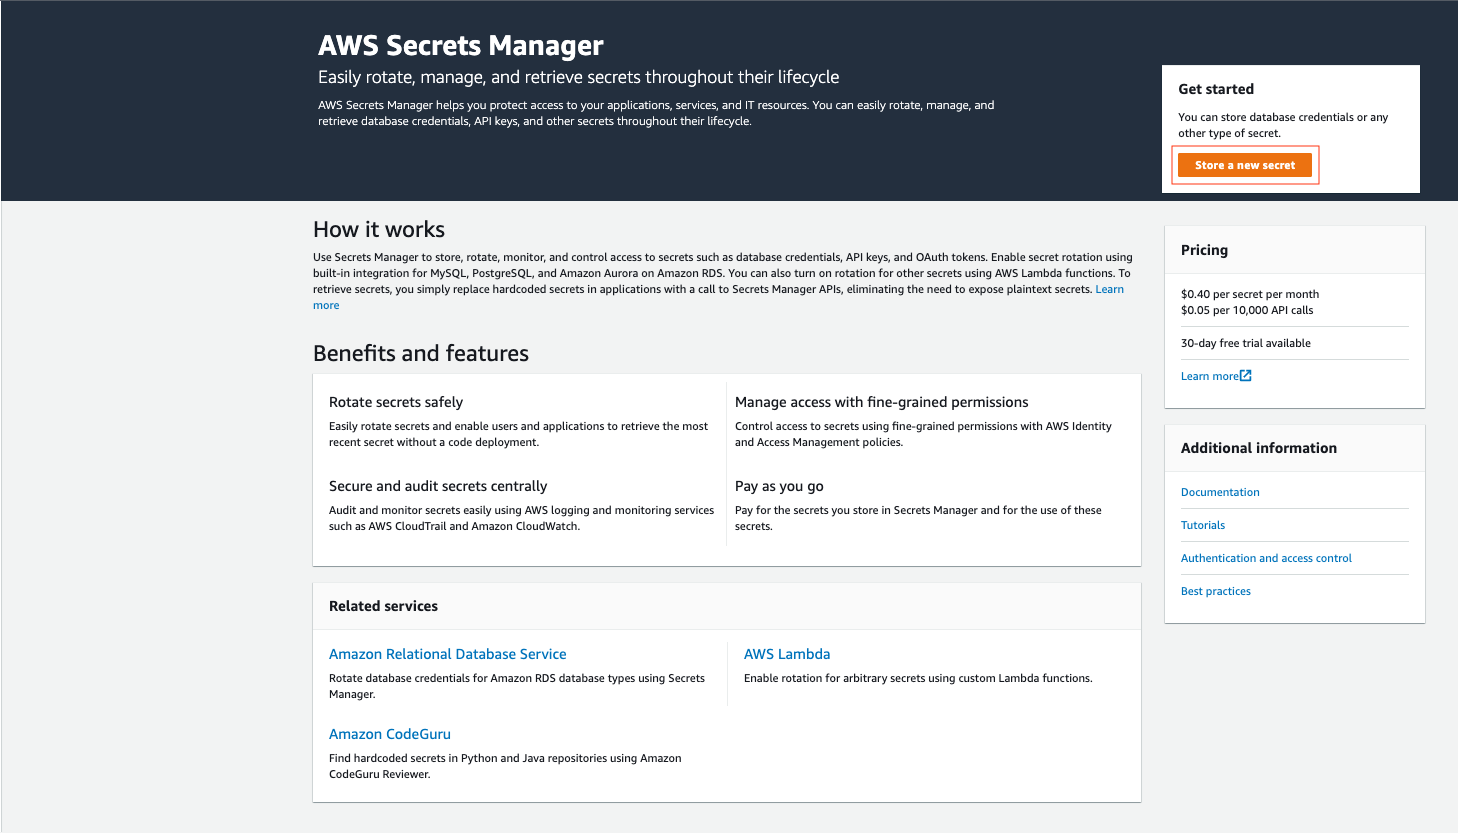 AWS Secrets Manager
Easily rotate, manage, and retrieve secrets throughout their lifecycle
AWS Secrets Manager helps you protect access to your applications, services, and IT resources. You can easily rotate, manage, and
retrieve database credentials, API keys, and other secrets throughout their lifecycle.
Get started
You can store database credentials or any
other type of secret.
Store a new secret
How it works
Use Secrets Manager to store, rotate, monitor, and control access to secrets such as database credentials, API keys, and OAuth tokens. Enable secret rotation using
built-in integration for MySQL, PostgreSQL, and Amazon Aurora on Amazon RDS. You can also turn on rotation for other secrets using AWS Lambda functions. To
retrieve secrets, you simply replace hardcoded secrets in applications with a call to Secrets Manager APIs, eliminating the need to expose plaintext secrets. Learn
more
Benefits and features
Rotate secrets safely
Easily rotate secrets and enable users and applications to retrieve the most
recent secret without a code deployment.
Manage access with fine-grained permissions
Control access to secrets using fine-grained permissions with AWS Identity
and Access Management policies.
Secure and audit secrets centrally
Audit and monitor secrets easily using AWS logging and monitoring services
such as AWS CloudTrail and Amazon CloudWatch.
Pay as you go
Pay for the secrets you store in Secrets Manager and for the use of these
secrets.
Related services
Amazon Relational Database Service
Rotate database credentials for Amazon RDS database types using Secrets
Manager.
AWS Lambda
Enable rotation for arbitrary secrets using custom Lambda functions.
Amazon CodeGuru
Find hardcoded secrets in Python and Java repositories using Amazon
CodeGuru Reviewer.
Pricing
$0.40 per secret per month
$0.05 per 10,000 API calls
30-day free trial available
Learn more
Additional information
Documentation
Tutorials
Authentication and access control
Best practices